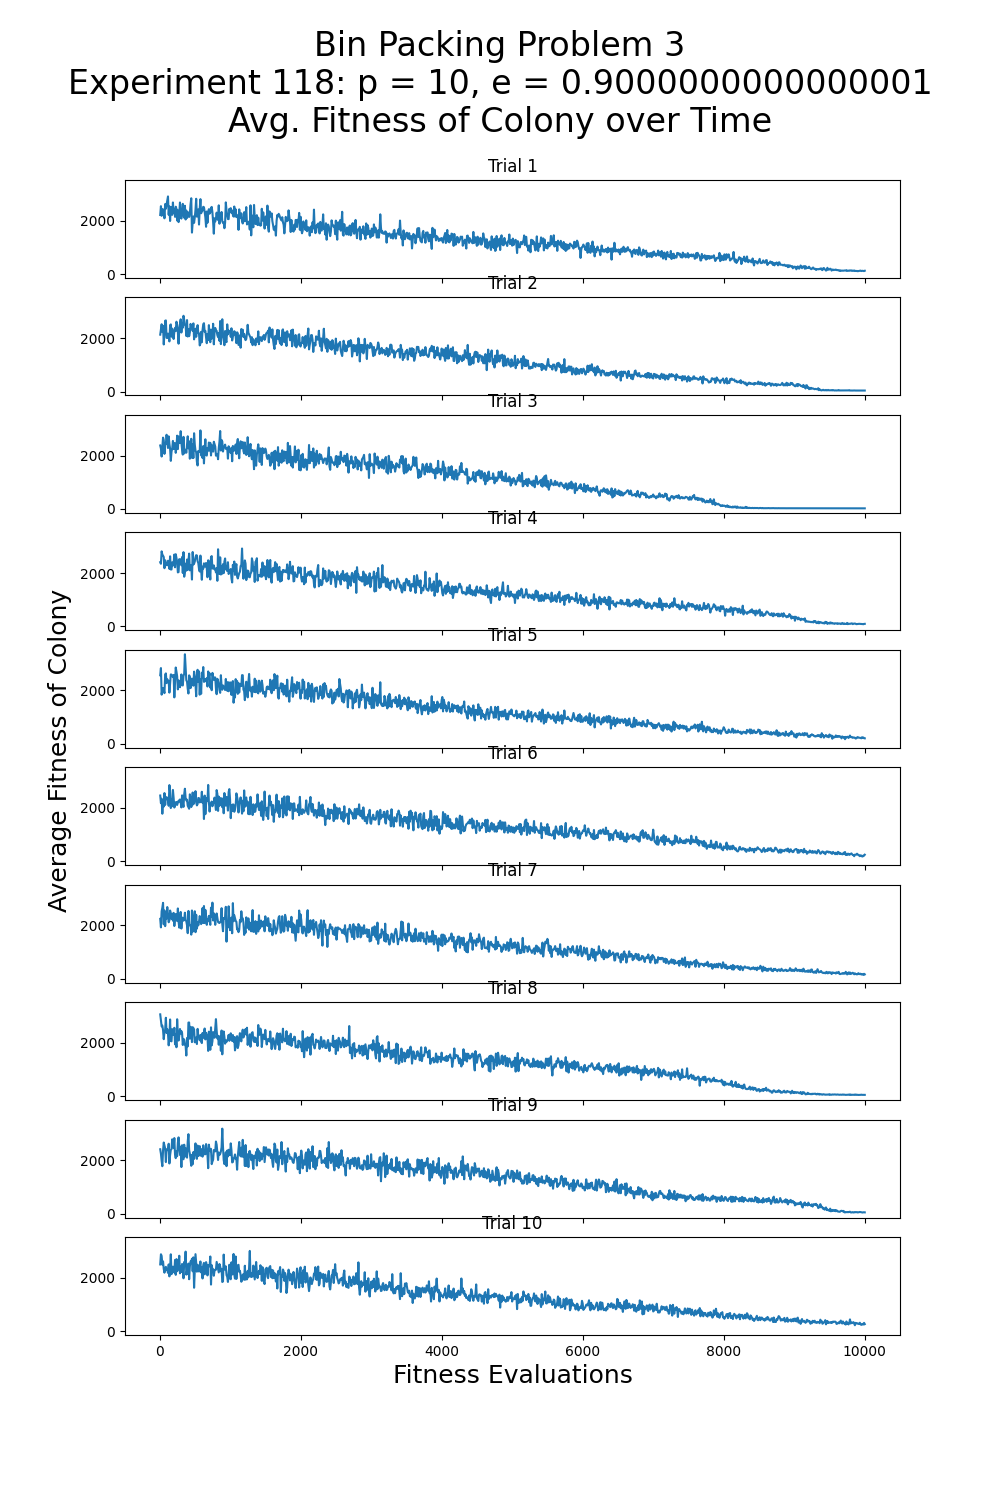 Bin Packing Problem 3
Experiment 118: p = 10, e = 0.9000000000000001
Avg. Fitness of Colony over Time
Trial 1
2000
0
Trial 2
2000
0
Trial 3
2000
0
Trial 4
2000
0
Trial 5
2000
0
Trial 6
2000
0
Trial 7
2000
0
Trial 8
2000
0
Trial 9
2000
0
Trial 10
2000
0
0 2000 4000 6000 8000 10000
Fitness Evaluations
Average Fitness of Colony